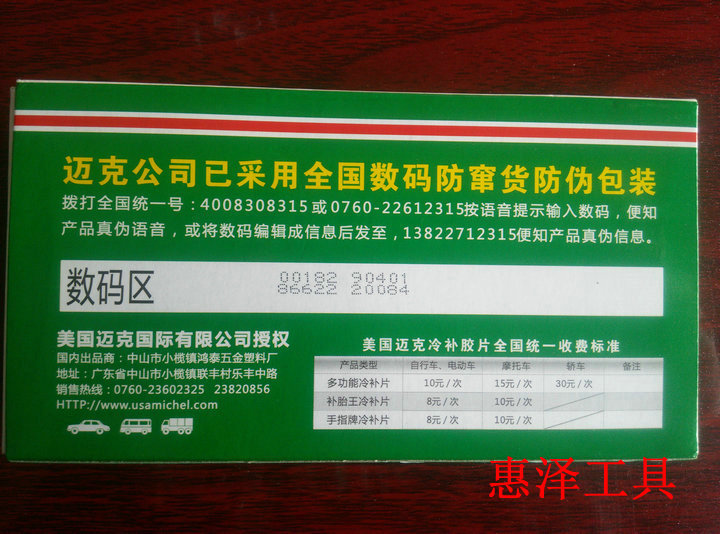 迈克公司已采用全国数码防窜货防伪包装
拨打全国统一号:4008308315或0760-22612315按语音提示输入数码,便知
产品真伪语音,或将数码编辑成信息后发至,13822712315便知产品真伪信息。
数码区
00182 90401
86622 20084
美国迈克国际有限公司授权
国内出品商:中山市小榄镇鸿泰五金塑料厂
地址:广东省中山市小榄镇联丰村乐丰中路
销售热线:0760-23602325 23820856
HTTP://www.usamichel.com
美国迈克冷补胶片全国统一收费标准
产品类型 自行车、电动车 摩托车 轿车 备注
多功能冷补片 10元/次 15元/次 30元/次
补胎王冷补片 8元/次 10元/次
手指牌冷补片 8元/次 10元/次
惠泽工具